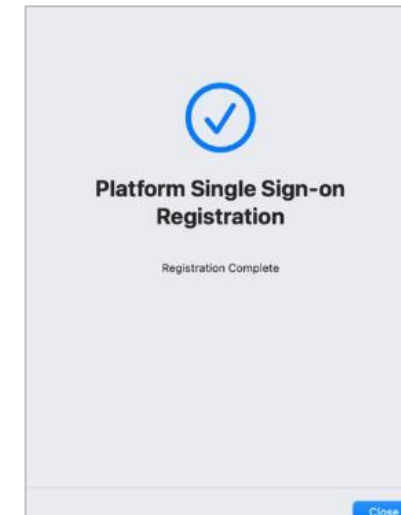 Platform Single Sign-on
Registration
Registration Complete
Close